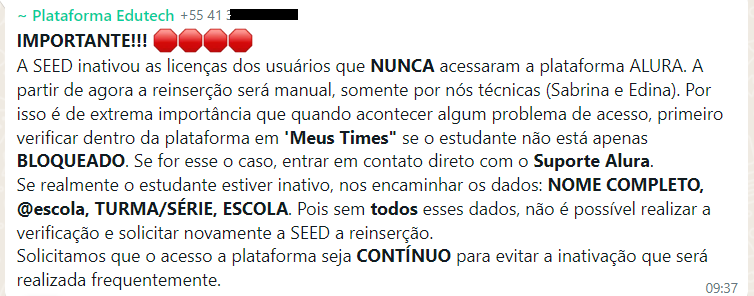 ~ Plataforma Edutech +55 41
IMPORTANTE!!!
A SEED inativou as licenças dos usuários que NUNCA acessaram a plataforma ALURA. A
partir de agora a reinserção será manual, somente por nós técnicas (Sabrina e Edina). Por
isso é de extrema importância que quando acontecer algum problema de acesso, primeiro
verificar dentro da plataforma em 'Meus Times" se o estudante não está apenas
BLOQUEADO. Se for esse o caso, entrar em contato direto com o Suporte Alura.
Se realmente o estudante estiver inativo, nos encaminhar os dados: NOME COMPLETO,
@escola, TURMA/SÉRIE, ESCOLA. Pois sem todos esses dados, não é possível realizar a
verificação e solicitar novamente a SEED a reinserção.
Solicitamos que o acesso a plataforma seja CONTÍNUO para evitar a inativação que será
realizada frequentemente.
09:37